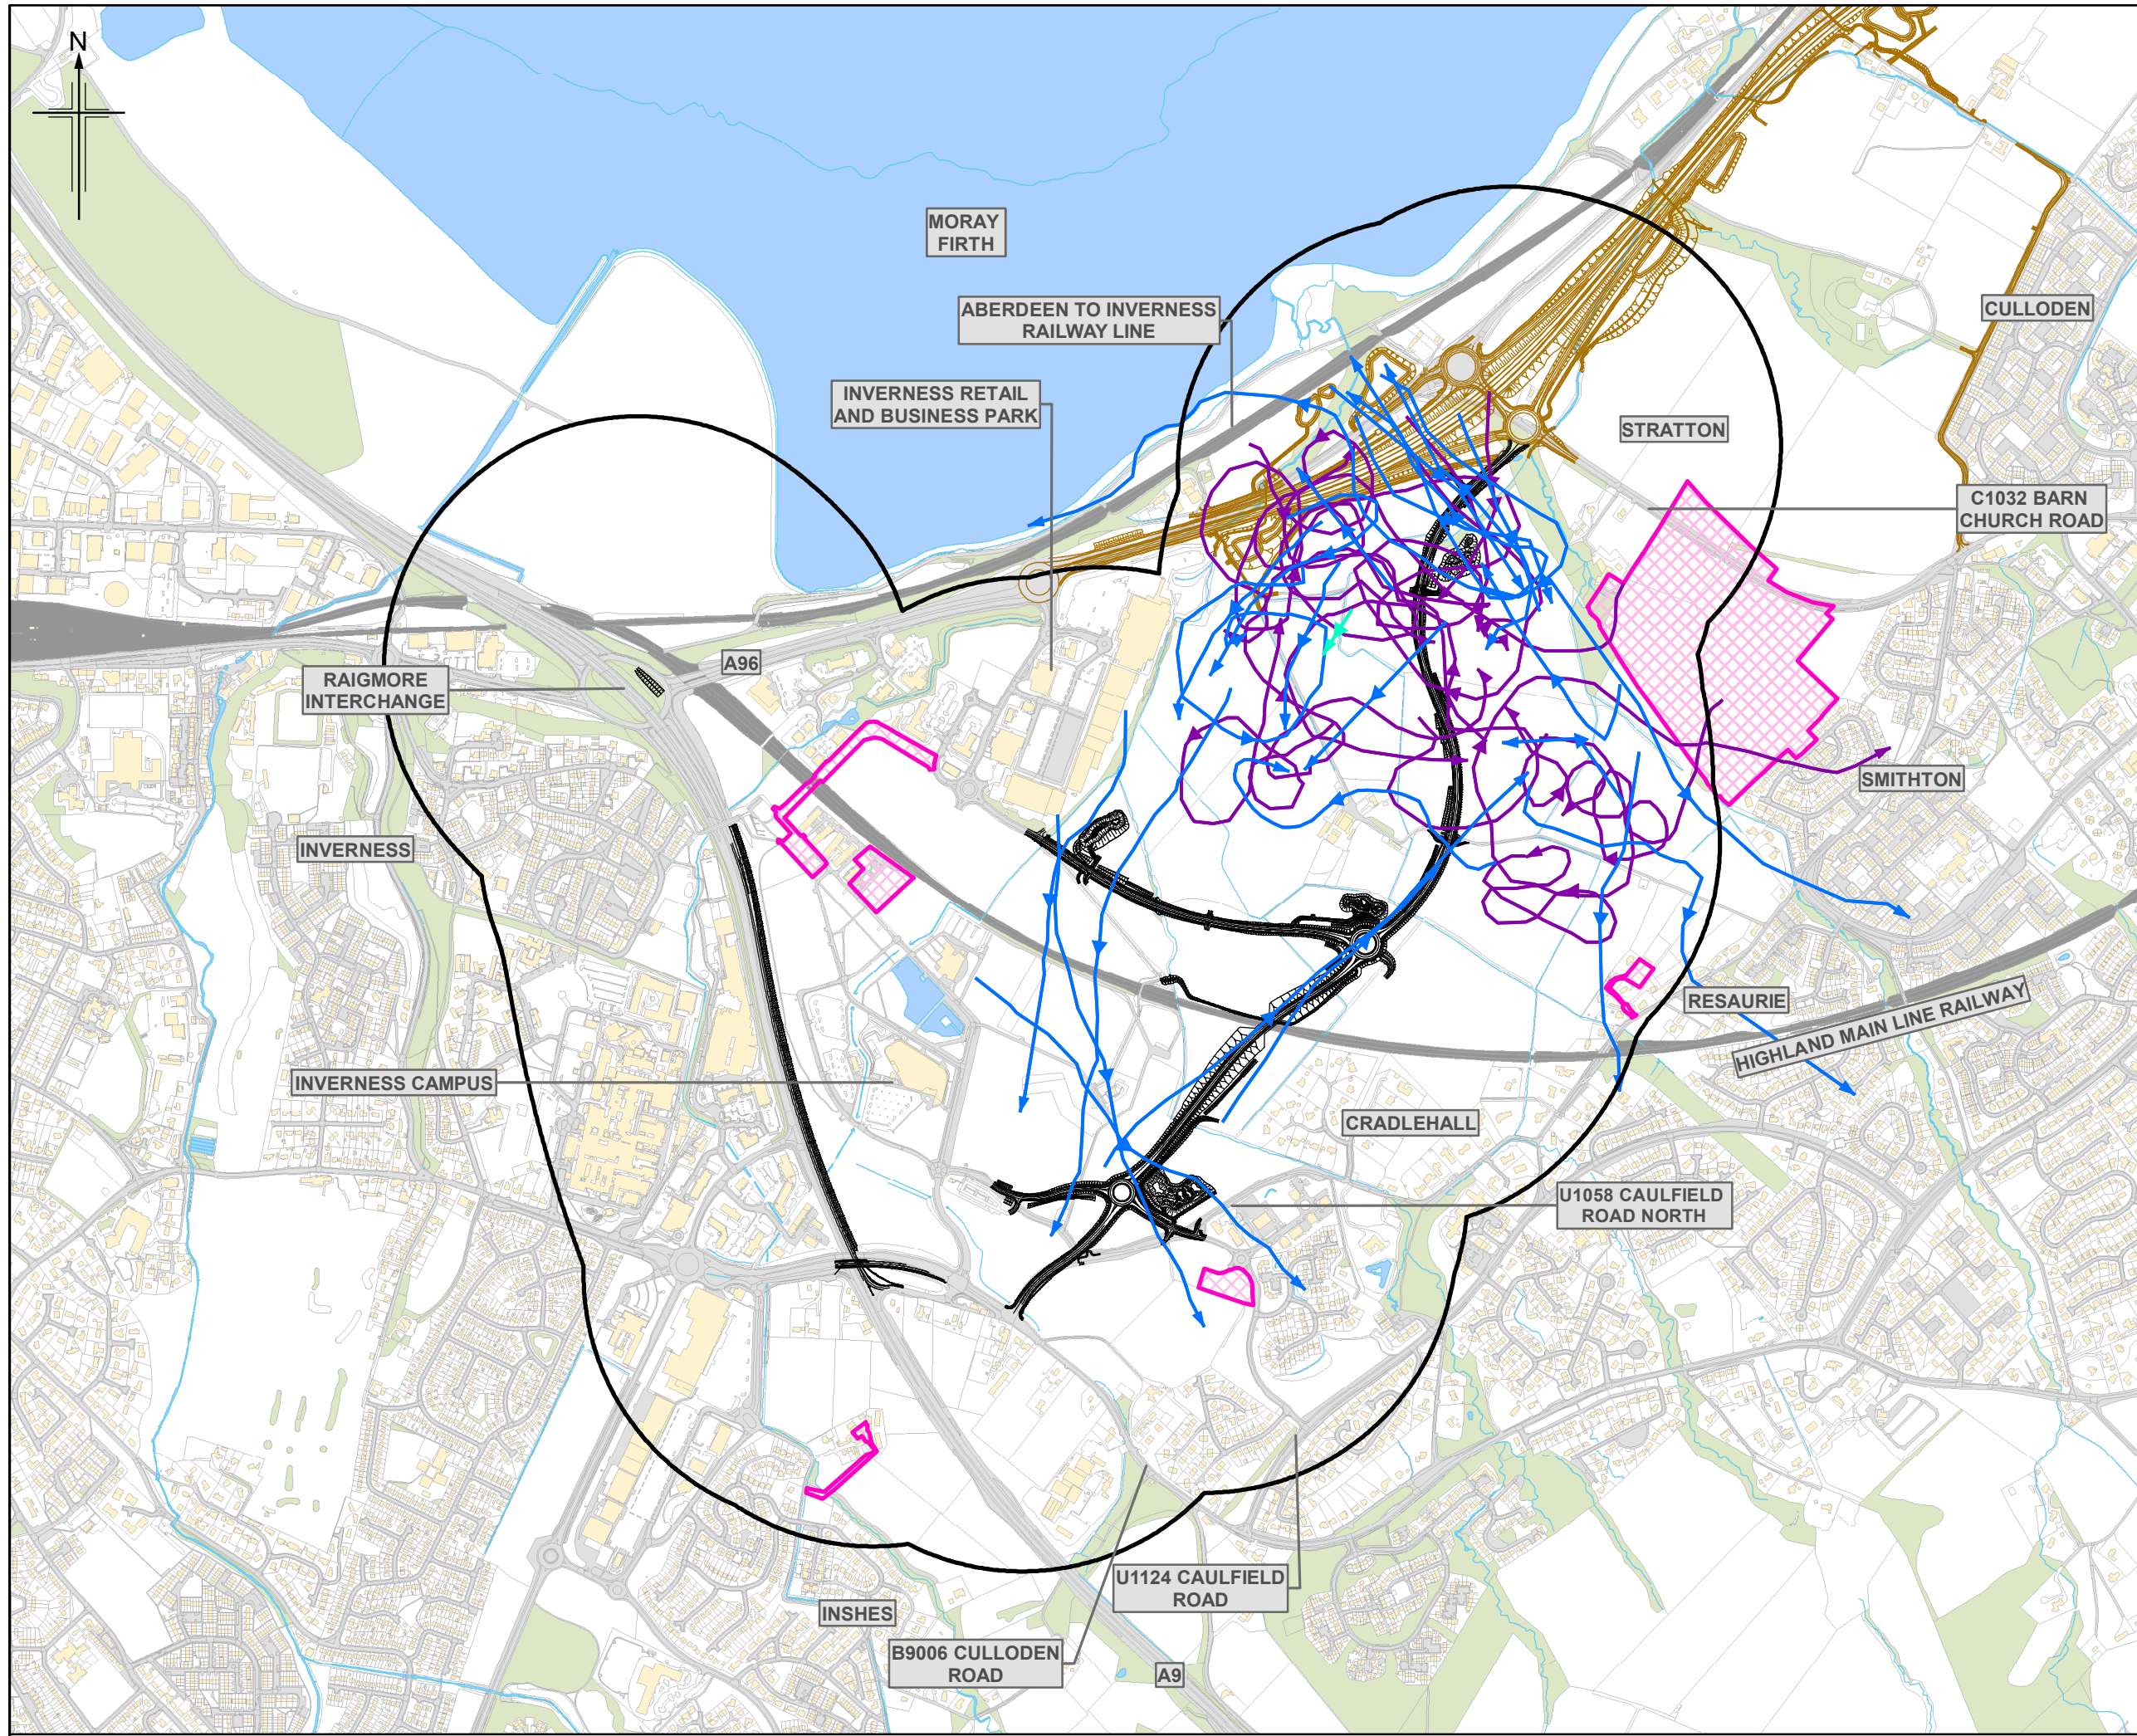 N
MORAY
FIRTH
ABERDEEN TO INVERNESS
RAILWAY LINE
CULLODEN
INVERNESS RETAIL
AND BUSINESS PARK
STRATTON
C1032 BARN
CHURCH ROAD
A96
RAIGMORE
INTERCHANGE
SMITHTON
INVERNESS
RESAURIE
HIGHLAND MAIN LINE RAILWAY
INVERNESS CAMPUS
CRADLEHALL
U1058 CAULFIELD
ROAD NORTH
U1124 CAULFIELD
ROAD
INSHES
B9006 CULLODEN
ROAD
A9